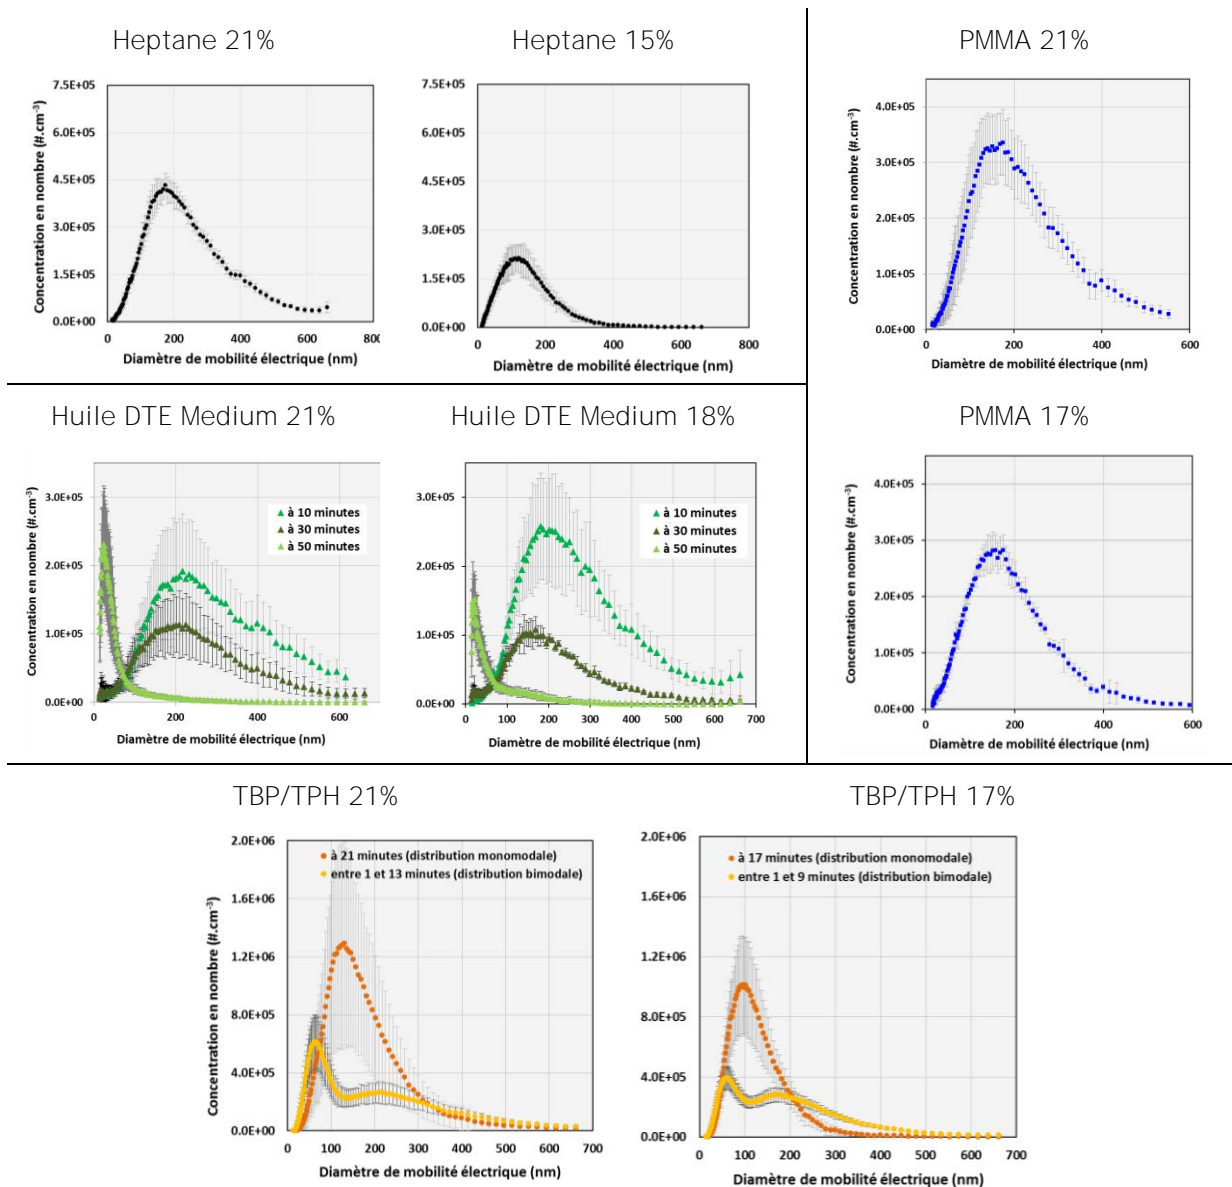 Heptane 21%
Heptane 15%
PMMA 21%
Concentration en nombre (#.cm-3)
7.5E+05
6.0E+05
4.5E+05
3.0E+05
1.5E+05
0.0E+00
0 200 400 600 800
Diamètre de mobilité électrique (nm)
7.5E+05
6.0E+05
4.5E+05
3.0E+05
1.5E+05
0.0E+00
0 200 400 600 80
Diamètre de mobilité électrique (nm)
Concentration en nombre (#.cm-3)
4.0E+05
3.0E+05
2.0E+05
1.0E+05
0.0E+00
0 200 400 600
Diamètre de mobilité électrique (nm)
Huile DTE Medium 21%
Huile DTE Medium 18%
PMMA 17%
Concentration en nombre (#.cm-3)
3.0E+05
2.0E+05
1.0E+05
0.0E+00
à 10 minutes
à 30 minutes
à 50 minutes
0 200 400 600
Diamètre de mobilité électrique (nm)
3.0E+05
2.0E+05
1.0E+05
0.0E+00
à 10 minutes
à 30 minutes
à 50 minutes
0 100 200 300 400 500 600 700
Diamètre de mobilité électrique (nm)
Concentration en nombre (#.cm-3)
4.0E+05
3.0E+05
2.0E+05
1.0E+05
0.0E+00
0 200 400 600
Diamètre de mobilité électrique (nm)
TBP/TPH 21%
TBP/TPH 17%
Concentration en nombre (#.cm-3)
2.0E+06
1.6E+06
1.2E+06
8.0E+05
4.0E+05
0.0E+00
à 21 minutes (distribution monomodale)
entre 1 et 13 minutes (distribution bimodale)
0 100 200 300 400 500 600 700
Diamètre de mobilité électrique (nm)
Concentration en nombre (#.cm-3)
2.0E+06
1.6E+06
1.2E+06
8.0E+05
4.0E+05
0.0E+00
à 17 minutes (distribution monomodale)
entre 1 et 9 minutes (distribution bimodale)
0 100 200 300 400 500 600 700
Diamètre de mobilité électrique (nm)